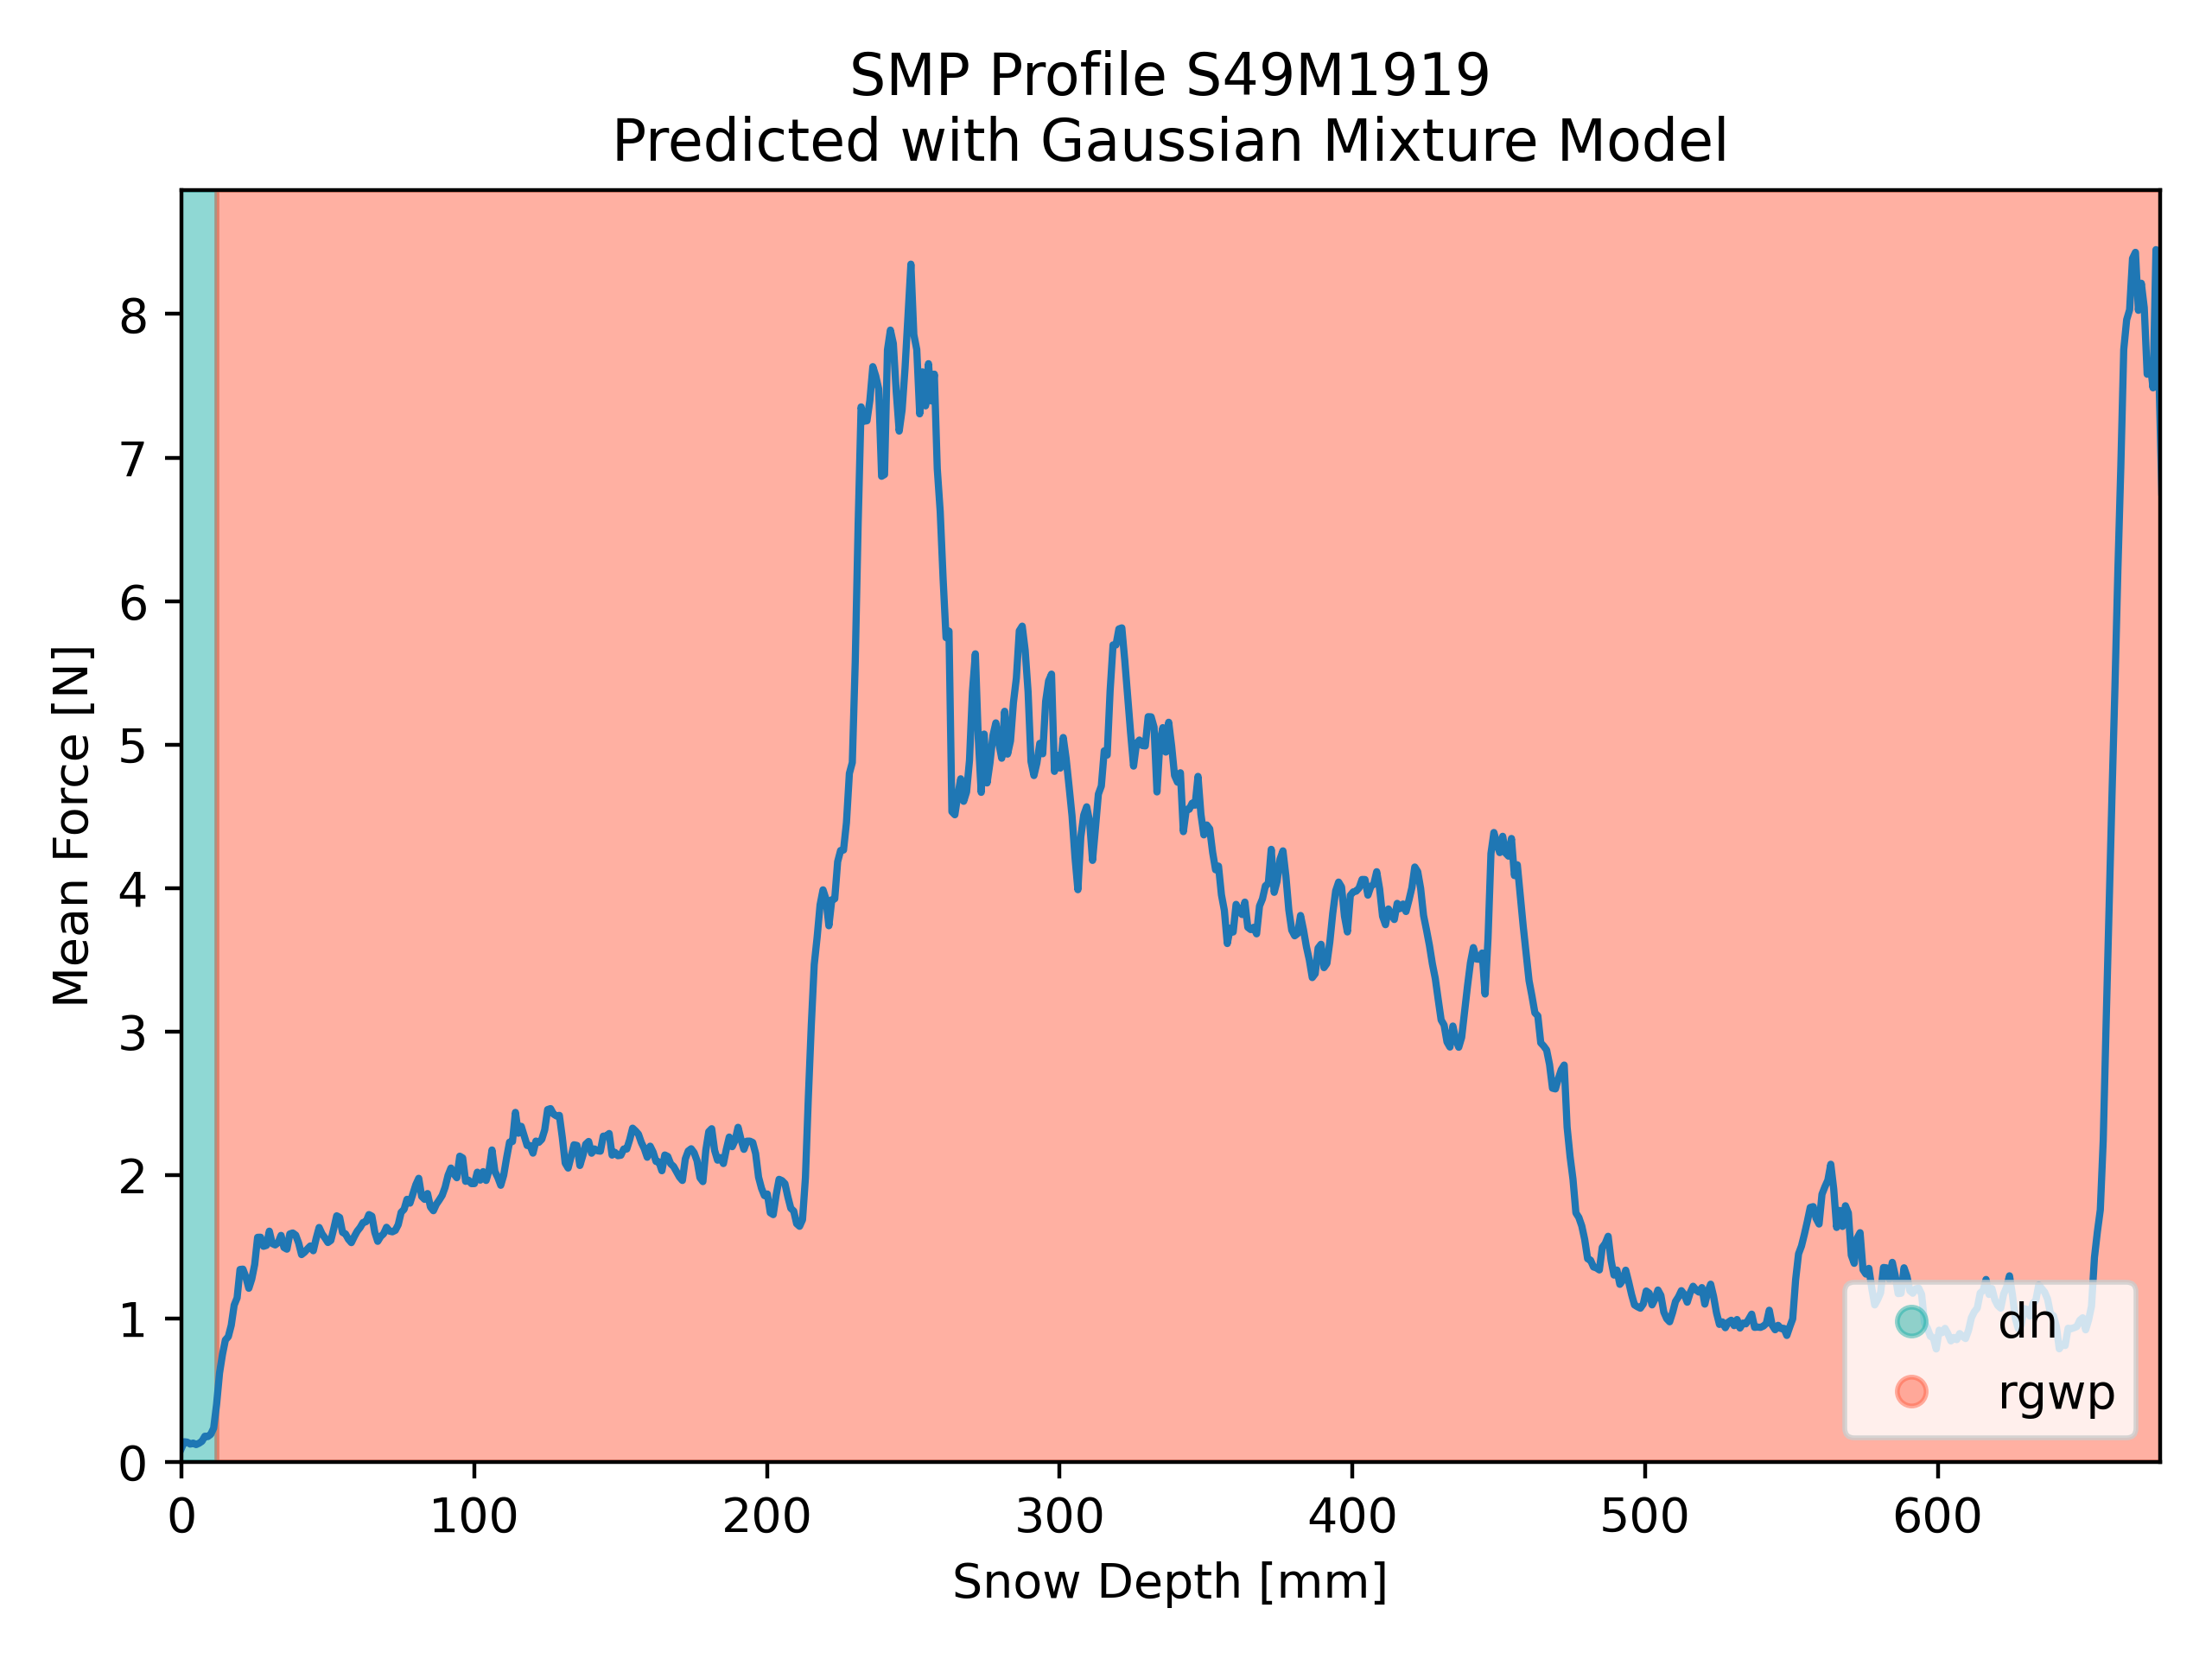 SMP Profile S49M1919
Predicted with Gaussian Mixture Model
Mean Force [N]
8
7
6
5
4
3
2
1
0
0 100 200 300 400 500 600
Snow Depth [mm]
dh
rgwp